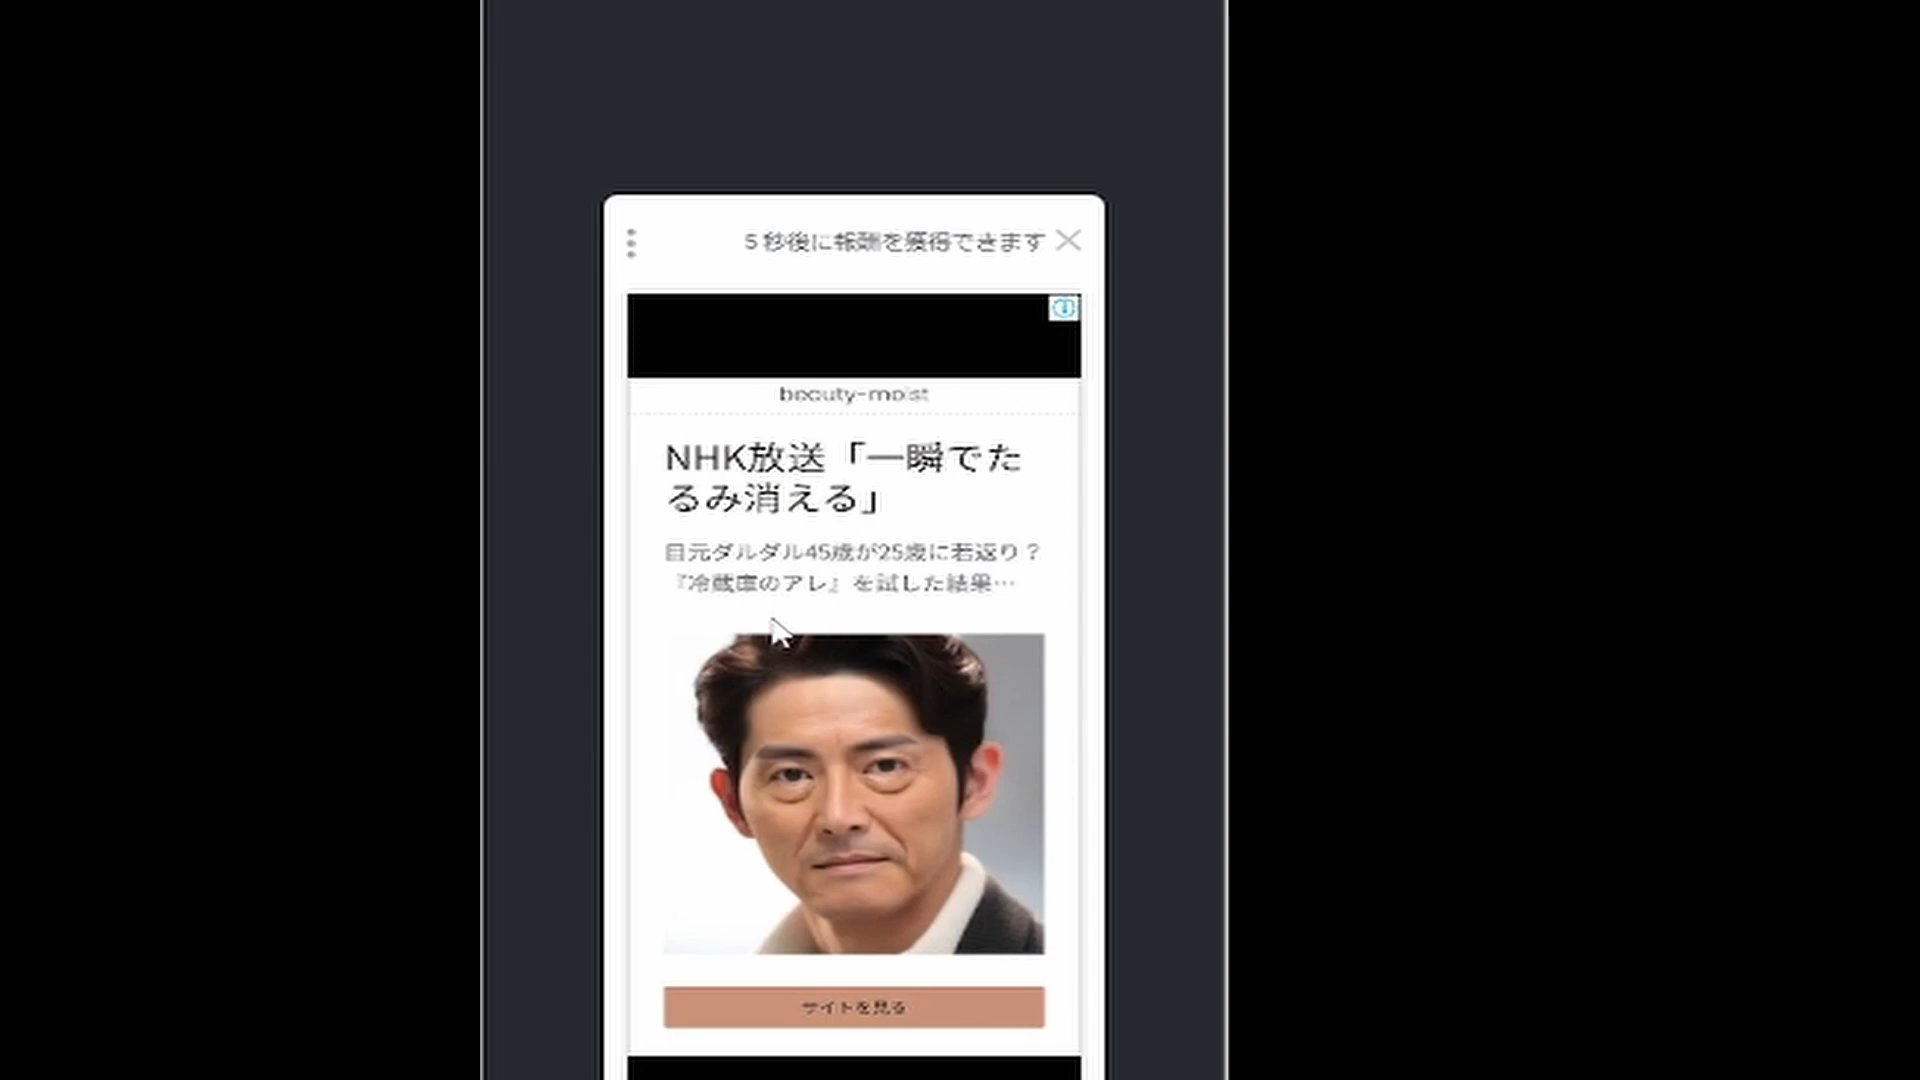 5 秒後に報酬を獲得できます
beauty-moist
NHK放送「一瞬でた
るみ消える」
目元ダルダル45歳が25歳に若返り？
『冷蔵庫のアレ』を試した結果…
サイトを見る